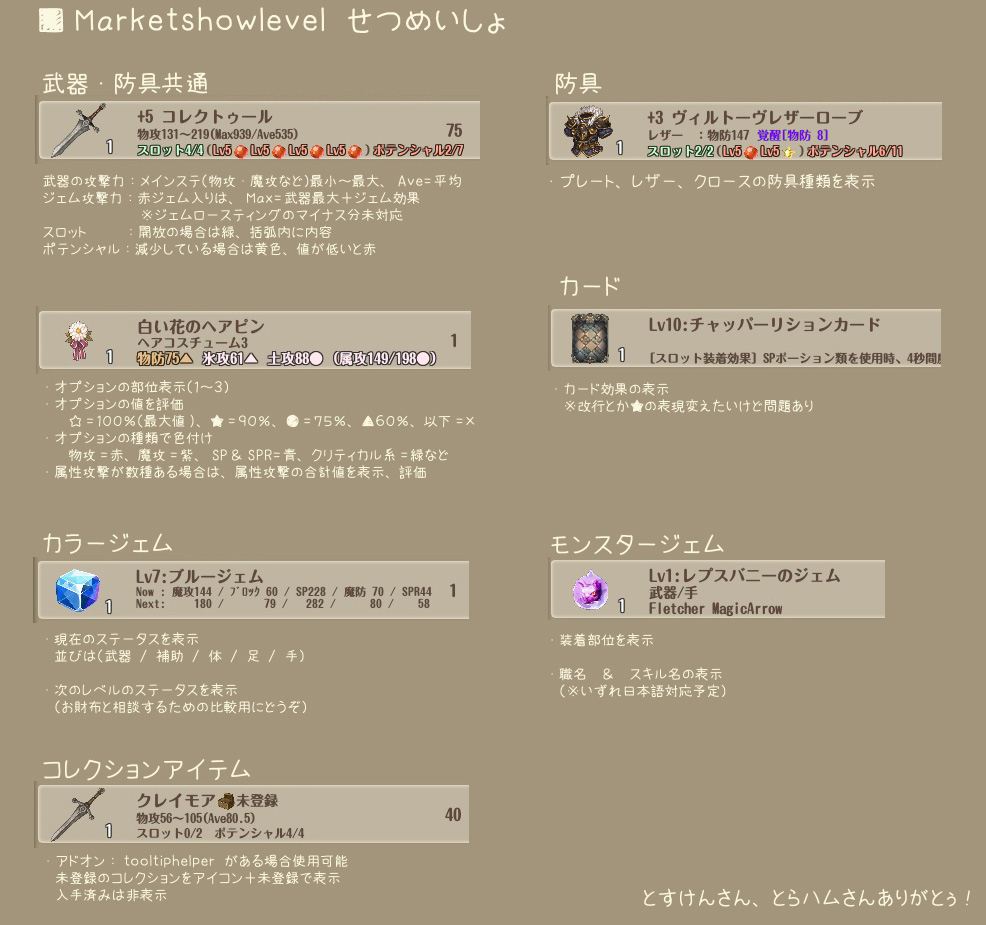 Marketshowlevel せつめいしょ
武器・防具共通
+5 コレクトゥール
物攻131～219(Max939/Ave535)
75
1
スロット4/4(Lv5 Lv5 Lv5 Lv5 )ポテンシャル2/7
武器の攻撃力：メインステ(物攻・魔攻など)最小～最大、Ave=平均
ジェム攻撃力：赤ジェム入りは、Max=武器最大＋ジェム効果
※ジェムロースティングのマイナス分未対応
スロット　　：開放の場合は緑、括弧内に内容
ポテンシャル：減少している場合は黄色、値が低いと赤
白い花のヘアピン
ヘアコスチューム3
1
1
物防75▲ 氷攻61▲ 土攻88● (属攻149/198●)
・オプションの部位表示(1～3)
・オプションの値を評価
☆=100%(最大値)、★=90%、●=75%、▲60%、以下=×
・オプションの種類で色付け
物攻=赤、魔攻=紫、SP & SPR=青、クリティカル系=緑など
・属性攻撃が数種ある場合は、属性攻撃の合計値を表示、評価
カラージェム
Lv7:ブルージェム
Now : 魔攻144 / ﾌﾞﾛｯｸ 60 / SP228 / 魔防 70 / SPR44
1
1
Next: 180 / 79 / 282 / 80 / 58
・現在のステータスを表示
並びは(武器 / 補助 / 体 / 足 / 手)
・次のレベルのステータスを表示
(お財布と相談するための比較用にどうぞ)
コレクションアイテム
クレイモア 未登録
物攻56～105(Ave80.5)
40
1
スロット0/2 ポテンシャル4/4
・アドオン： tooltiphelper がある場合使用可能
未登録のコレクションをアイコン＋未登録で表示
入手済みは非表示
防具
+3 ヴィルトーヴレザーローブ
レザー ：物防147 覚醒[物防 8]
1
スロット2/2(Lv5 Lv5 )ポテンシャル6/11
・プレート、レザー、クロースの防具種類を表示
カード
Lv10:チャッパーリションカード
1
[スロット装着効果] SPポーション類を使用時、4秒間
・カード効果の表示
※改行とか★の表現変えたいけど問題あり
モンスタージェム
Lv1:レプスバニーのジェム
武器/手
1
Fletcher MagicArrow
・装着部位を表示
・職名　＆　スキル名の表示
(※いずれ日本語対応予定)
とすけんさん、とらハムさんありがとぅ！